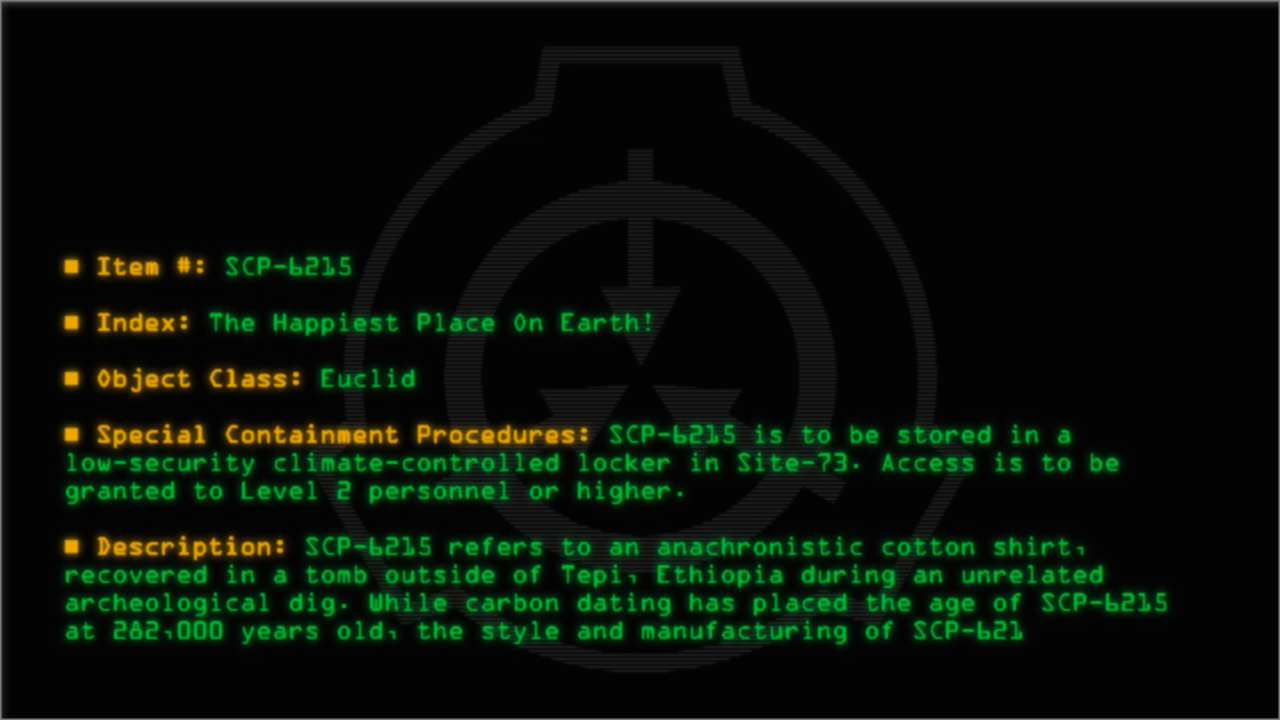 ■ Item #: SCP-6215
■ Index: The Happiest Place On Earth!
■ Object Class: Euclid
■ Special Containment Procedures: SCP-6215 is to be stored in a
low-security climate-controlled locker in Site-73. Access is to be
granted to Level 2 personnel or higher.
■ Description: SCP-6215 refers to an anachronistic cotton shirt,
recovered in a tomb outside of Tepi, Ethiopia during an unrelated
archeological dig. While carbon dating has placed the age of SCP-6215
at 282,000 years old, the style and manufacturing of SCP-621